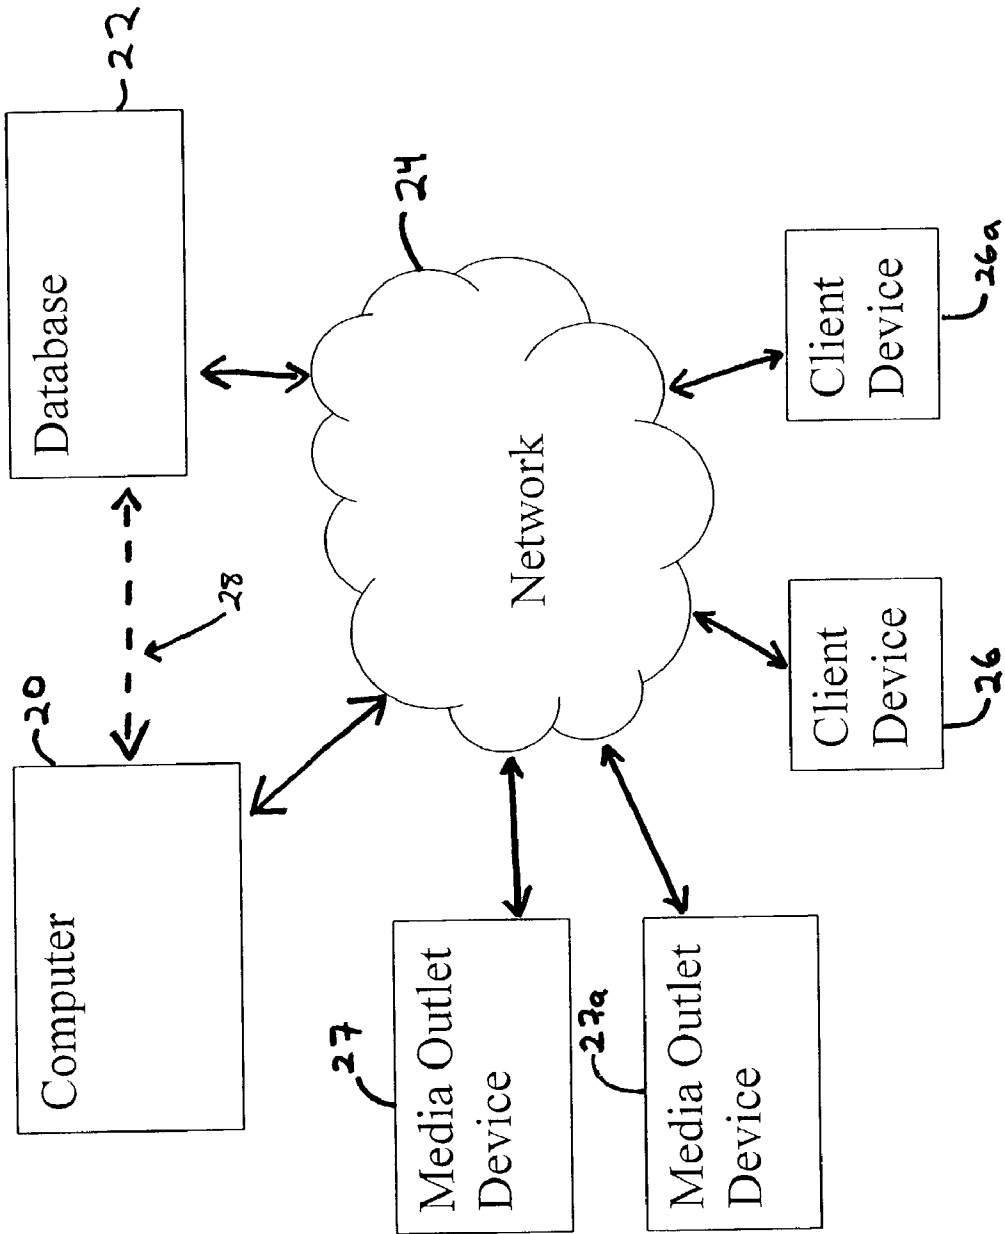 Computer
20
28
Database
22
27
Media Outlet
Device
27a
Media Outlet
Device
Network
24
Client
Device
26
Client
Device
26a